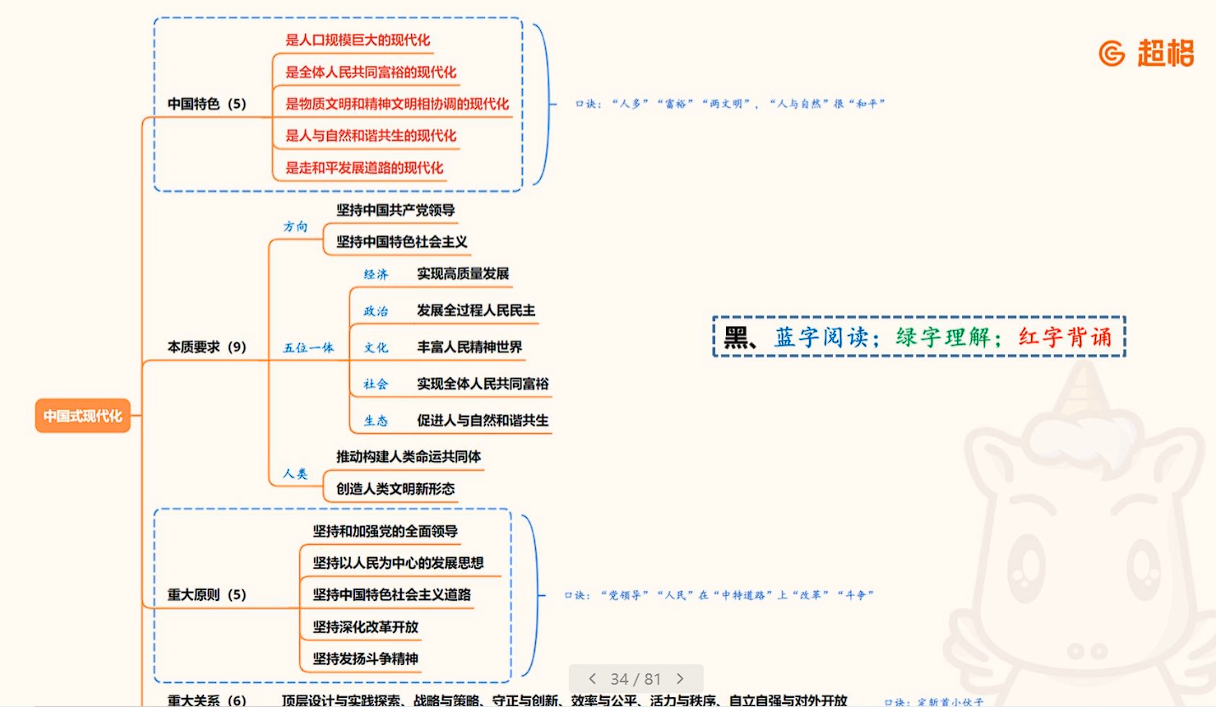 超格
中国式现代化
中国特色（5）
是人口规模巨大的现代化
是全体人民共同富裕的现代化
是物质文明和精神文明相协调的现代化
是人与自然和谐共生的现代化
是走和平发展道路的现代化
口诀：“人多”“富裕”“两文明”，“人与自然”很“和平”
本质要求（9）
方向
坚持中国共产党领导
坚持中国特色社会主义
五位一体
经济 实现高质量发展
政治 发展全过程人民民主
文化 丰富人民精神世界
社会 实现全体人民共同富裕
生态 促进人与自然和谐共生
人类
推动构建人类命运共同体
创造人类文明新形态
黑、蓝字阅读；绿字理解；红字背诵
重大原则（5）
坚持和加强党的全面领导
坚持以人民为中心的发展思想
坚持中国特色社会主义道路
坚持深化改革开放
坚持发扬斗争精神
口诀：“党领导”“人民”在“中特道路”上“改革”“斗争”
重大关系（6） 顶层设计与实践探索、战略与策略、守正与创新、效率与公平、活力与秩序、自立自强与对外开放
口诀：定斩首小伙子
34 / 81